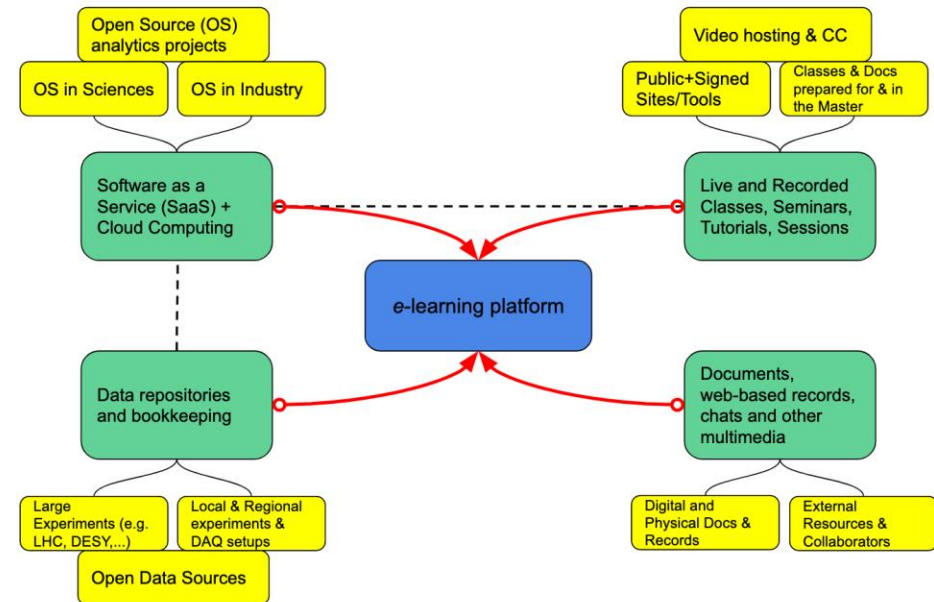 Open Source (OS)
analytics projects
OS in Sciences
OS in Industry
Video hosting & CC
Public+Signed
Sites/Tools
Classes & Docs
prepared for & in
the Master
Software as a
Service (SaaS) +
Cloud Computing
Live and Recorded
Classes, Seminars,
Tutorials, Sessions
e-learning platform
Data repositories
and bookkeeping
Documents,
web-based records,
chats and other
multimedia
Large
Experiments (e.g.
LHC, DESY,...)
Local & Regional
experiments &
DAQ setups
Open Data Sources
Digital and
Physical Docs &
Records
External
Resources &
Collaborators